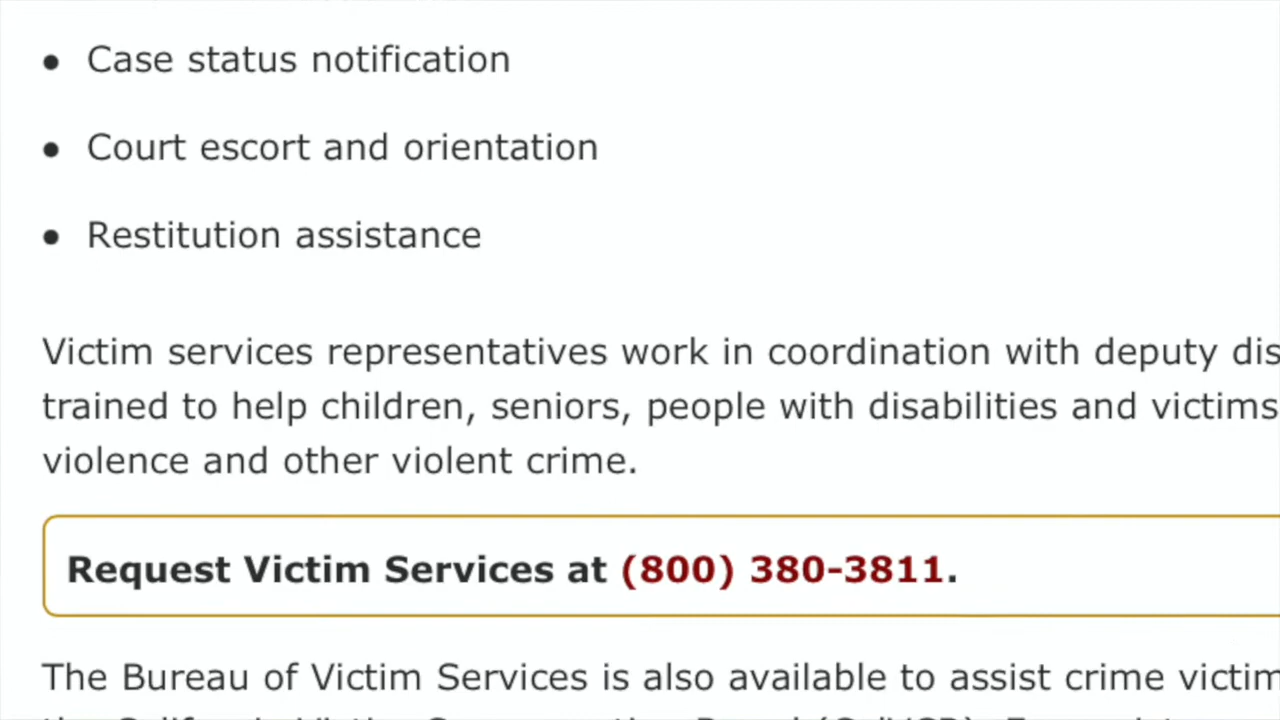 Case status notification
Court escort and orientation
Restitution assistance
Victim services representatives work in coordination with deputy dis
trained to help children, seniors, people with disabilities and victims
violence and other violent crime.
Request Victim Services at (800) 380-3811.
The Bureau of Victim Services is also available to assist crime victim